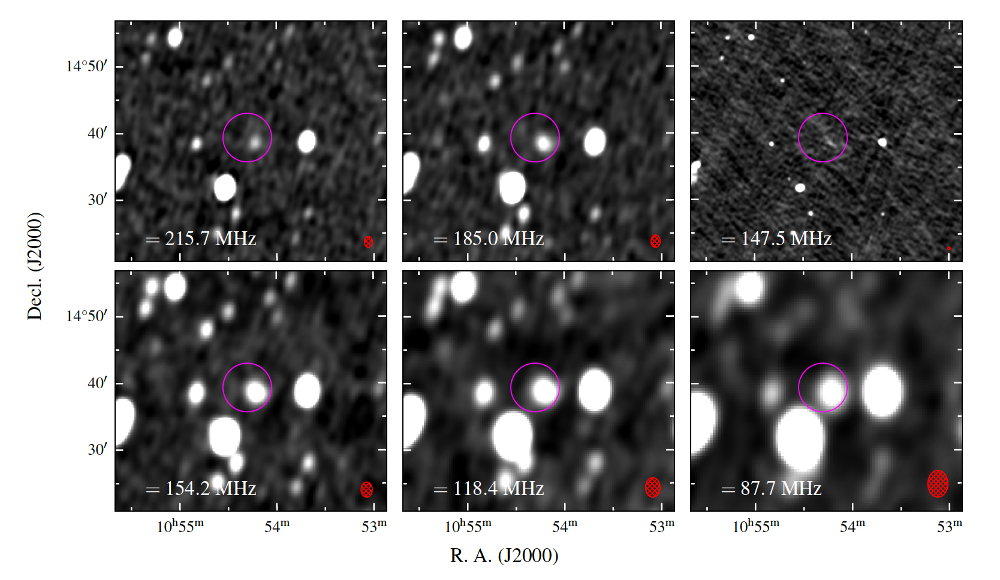 14°50′
40′
30′
= 215.7 MHz
= 185.0 MHz
= 147.5 MHz
Decl. (J2000)
14°50′
40′
30′
= 154.2 MHz
= 118.4 MHz
= 87.7 MHz
10ʰ55ᵐ 54ᵐ 53ᵐ
10ʰ55ᵐ 54ᵐ 53ᵐ
10ʰ55ᵐ 54ᵐ 53ᵐ
R. A. (J2000)